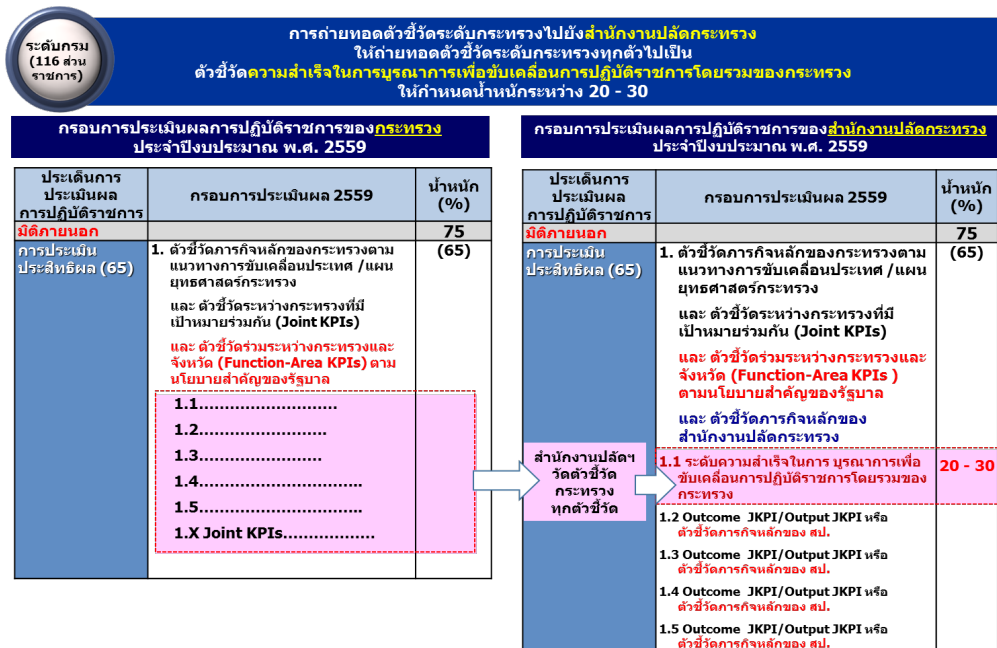 ระดับกรม
(116 ส่วน
ราชการ)
การถ่ายทอดตัวชี้วัดระดับกระทรวงไปยังสำนักงานปลัดกระทรวง
ให้ถ่ายทอดตัวชี้วัดระดับกระทรวงทุกตัวไปเป็น
ตัวชี้วัดความสำเร็จในการบูรณาการเพื่อขับเคลื่อนการปฏิบัติราชการโดยรวมของกระทรวง
ให้กำหนดน้ำหนักระหว่าง 20 - 30
กรอบการประเมินผลการปฏิบัติราชการของกระทรวง
ประจำปีงบประมาณ พ.ศ. 2559
ประเด็นการ
ประเมินผล
การปฏิบัติราชการ
กรอบการประเมินผล 2559
น้ำหนัก
(%)
มิติภายนอก
75
การประเมิน
ประสิทธิผล (65)
1. ตัวชี้วัดภารกิจหลักของกระทรวงตาม
แนวทางการขับเคลื่อนประเทศ /แผน
ยุทธศาสตร์กระทรวง
และ ตัวชี้วัดระหว่างกระทรวงที่มี
เป้าหมายร่วมกัน (Joint KPIs)
และ ตัวชี้วัดร่วมระหว่างกระทรวงและ
จังหวัด (Function-Area KPIs) ตาม
นโยบายสำคัญของรัฐบาล
(65)
1.1...........................
1.2.........................
1.3........................
1.4................................
1.5................................
1.X Joint KPIs..................
สำนักงานปลัดฯ
วัดตัวชี้วัด
กระทรวง
ทุกตัวชี้วัด
กรอบการประเมินผลการปฏิบัติราชการของสำนักงานปลัดกระทรวง
ประจำปีงบประมาณ พ.ศ. 2559
ประเด็นการ
ประเมินผล
การปฏิบัติราชการ
กรอบการประเมินผล 2559
น้ำหนัก
(%)
มิติภายนอก
75
การประเมิน
ประสิทธิผล (65)
1. ตัวชี้วัดภารกิจหลักของกระทรวงตาม
แนวทางการขับเคลื่อนประเทศ /แผน
ยุทธศาสตร์กระทรวง
และ ตัวชี้วัดระหว่างกระทรวงที่มี
เป้าหมายร่วมกัน (Joint KPIs)
และ ตัวชี้วัดร่วมระหว่างกระทรวงและ
จังหวัด (Function-Area KPIs )
ตามนโยบายสำคัญของรัฐบาล
และ ตัวชี้วัดภารกิจหลักของ
สำนักงานปลัดกระทรวง
(65)
1.1 ระดับความสำเร็จในการ บูรณาการเพื่อ
ขับเคลื่อนการปฏิบัติราชการโดยรวมของ
กระทรวง
20 - 30
1.2 Outcome JKPI/Output JKPI หรือ
ตัวชี้วัดภารกิจหลักของ สป.
1.3 Outcome JKPI/Output JKPI หรือ
ตัวชี้วัดภารกิจหลักของ สป.
1.4 Outcome JKPI/Output JKPI หรือ
ตัวชี้วัดภารกิจหลักของ สป.
1.5 Outcome JKPI/Output JKPI หรือ
ตัวชี้วัดภารกิจหลักของ สป.